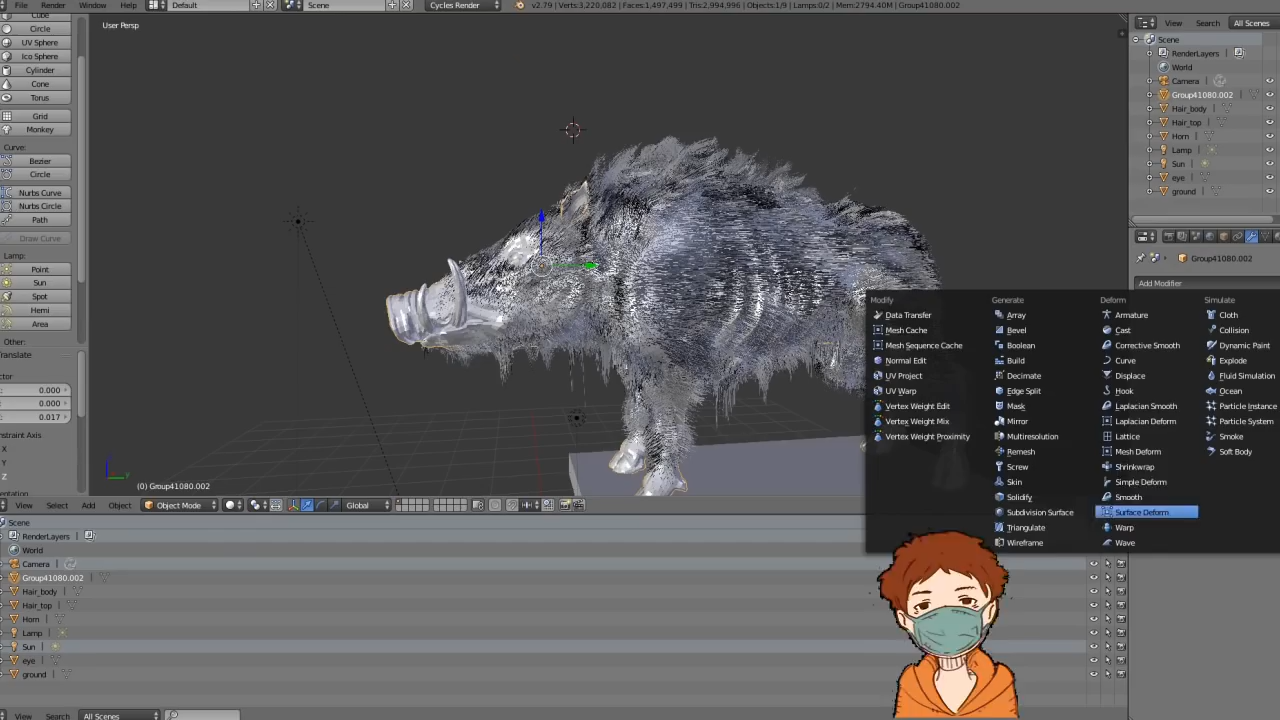 File Render Window Help Default Scene Cycles Render v2.79 | Verts:3,220,082 | Faces:1,497,499 | Tris:2,994,996 | Objects:1/9 | Lamps:0/2 | Mem:2794.40M | Group41080.002
Cube
Circle
UV Sphere
Ico Sphere
Cylinder
Cone
Torus
Grid
Monkey
Curve:
Bezier
Circle
Nurbs Curve
Nurbs Circle
Path
Draw Curve
Lamp:
Point
Sun
Spot
Hemi
Area
Other:
Translate
0.000
0.000
0.017
X
Y
Z
User Persp
(0) Group41080.002
View Select Add Object Object Mode Global
View Search All Scenes
Scene
RenderLayers
World
Camera
Group41080.002
Hair_body
Hair_top
Horn
Lamp
Sun
eye
ground
Group41080.002
Add Modifier
Modify
Data Transfer
Mesh Cache
Mesh Sequence Cache
Normal Edit
UV Project
UV Warp
Vertex Weight Edit
Vertex Weight Mix
Vertex Weight Proximity
Generate
Array
Bevel
Boolean
Build
Decimate
Edge Split
Mask
Mirror
Multiresolution
Remesh
Screw
Skin
Solidify
Subdivision Surface
Triangulate
Wireframe
Deform
Armature
Cast
Corrective Smooth
Curve
Displace
Hook
Laplacian Smooth
Laplacian Deform
Lattice
Mesh Deform
Shrinkwrap
Simple Deform
Smooth
Surface Deform
Warp
Wave
Simulate
Cloth
Collision
Dynamic Paint
Explode
Fluid Simulation
Ocean
Particle Instance
Particle System
Smoke
Soft Body
Scene
RenderLayers
World
Camera
Group41080.002
Hair_body
Hair_top
Horn
Lamp
Sun
eye
ground
View Search All Scenes